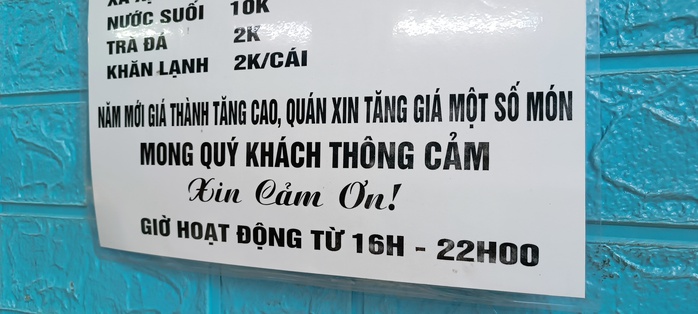 NƯỚC SUỐI 10K
TRÀ ĐÁ 2K
KHĂN LẠNH 2K/CÁI
NĂM MỚI GIÁ THÀNH TĂNG CAO, QUÁN XIN TĂNG GIÁ MỘT SỐ MÓN
MONG QUÝ KHÁCH THÔNG CẢM
Xin Cảm Ơn!
GIỜ HOẠT ĐỘNG TỪ 16H - 22H00